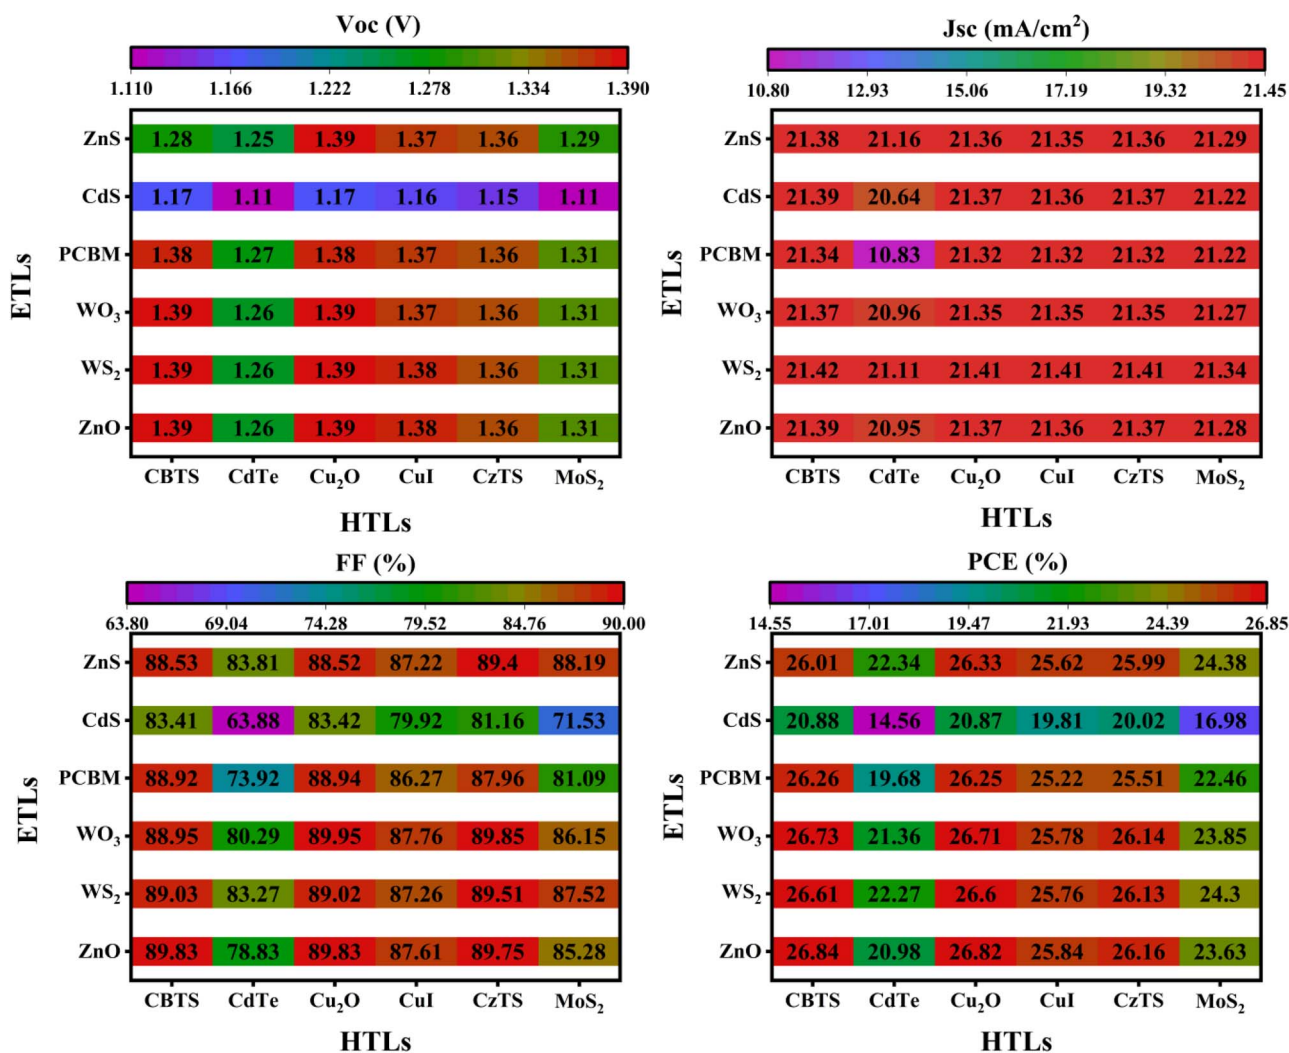 Voc (V)
1.110 1.166 1.222 1.278 1.334 1.390
ETLs
ZnS 1.28 1.25 1.39 1.37 1.36 1.29
CdS 1.17 1.11 1.17 1.16 1.15 1.11
PCBM 1.38 1.27 1.38 1.37 1.36 1.31
WO₃ 1.39 1.26 1.39 1.37 1.36 1.31
WS₂ 1.39 1.26 1.39 1.38 1.36 1.31
ZnO 1.39 1.26 1.39 1.38 1.36 1.31
CBTS CdTe Cu₂O CuI CzTS MoS₂
HTLs
Jsc (mA/cm²)
10.80 12.93 15.06 17.19 19.32 21.45
ETLs
ZnS 21.38 21.16 21.36 21.35 21.36 21.29
CdS 21.39 20.64 21.37 21.36 21.37 21.22
PCBM 21.34 10.83 21.32 21.32 21.32 21.22
WO₃ 21.37 20.96 21.35 21.35 21.35 21.27
WS₂ 21.42 21.11 21.41 21.41 21.41 21.34
ZnO 21.39 20.95 21.37 21.36 21.37 21.28
CBTS CdTe Cu₂O CuI CZTS MoS₂
HTLs
FF (%)
63.80 69.04 74.28 79.52 84.76 90.00
ETLs
ZnS 88.53 83.81 88.52 87.22 89.4 88.19
CdS 83.41 63.88 83.42 79.92 81.16 71.53
PCBM 88.92 73.92 88.94 86.27 87.96 81.09
WO₃ 88.95 80.29 89.95 87.76 89.85 86.15
WS₂ 89.03 83.27 89.02 87.26 89.51 87.52
ZnO 89.83 78.83 89.83 87.61 89.75 85.28
CBTS CdTe Cu₂O CuI CzTS MoS₂
HTLs
PCE (%)
14.55 17.01 19.47 21.93 24.39 26.85
ETLs
ZnS 26.01 22.34 26.33 25.62 25.99 24.38
CdS 20.88 14.56 20.87 19.81 20.02 16.98
PCBM 26.26 19.68 26.25 25.22 25.51 22.46
WO₃ 26.73 21.36 26.71 25.78 26.14 23.85
WS₂ 26.61 22.27 26.6 25.76 26.13 24.3
ZnO 26.84 20.98 26.82 25.84 26.16 23.63
CBTS CdTe Cu₂O CuI CzTS MoS₂
HTLs